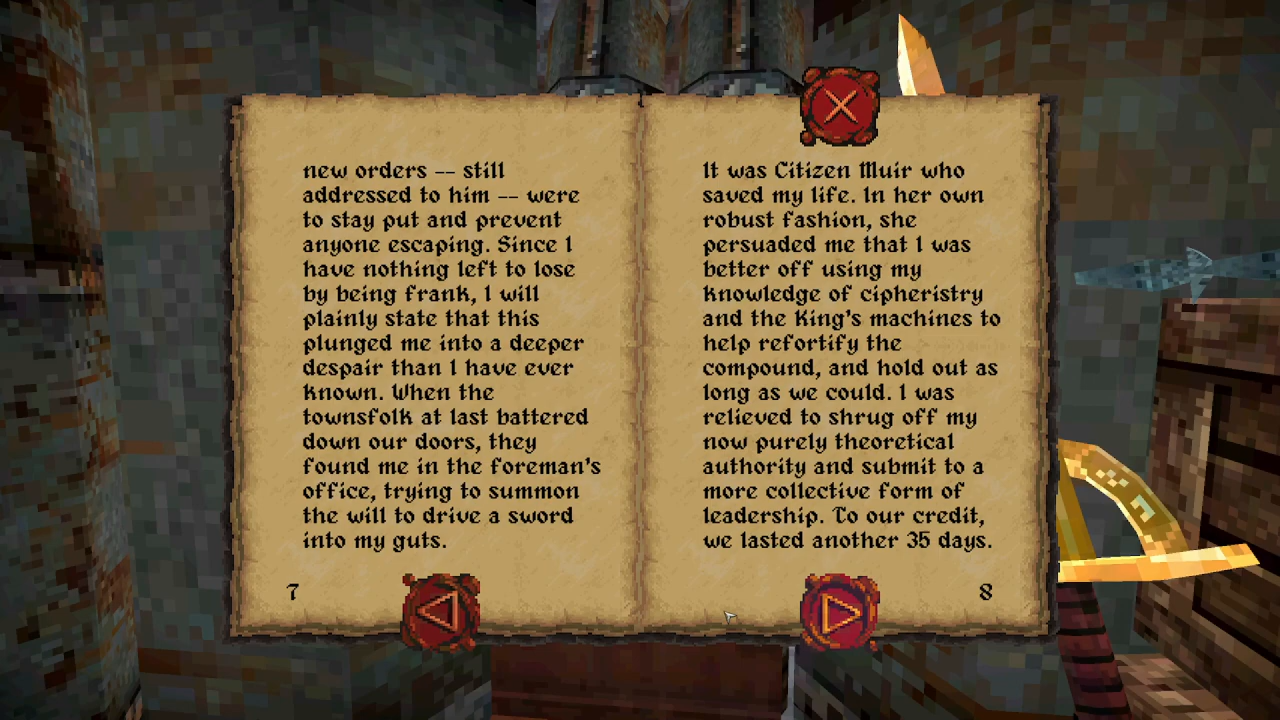 new orders -- still
addressed to him -- were
to stay put and prevent
anyone escaping. Since I
have nothing left to lose
by being frank, I will
plainly state that this
plunged me into a deeper
despair than I have ever
known. When the
townsfolk at last battered
down our doors, they
found me in the foreman's
office, trying to summon
the will to drive a sword
into my guts.
7
It was Citizen Muir who
saved my life. In her own
robust fashion, she
persuaded me that I was
better off using my
knowledge of cipheristry
and the King's machines to
help refortify the
compound, and hold out as
long as we could. I was
relieved to shrug off my
now purely theoretical
authority and submit to a
more collective form of
leadership. To our credit,
we lasted another 35 days.
8